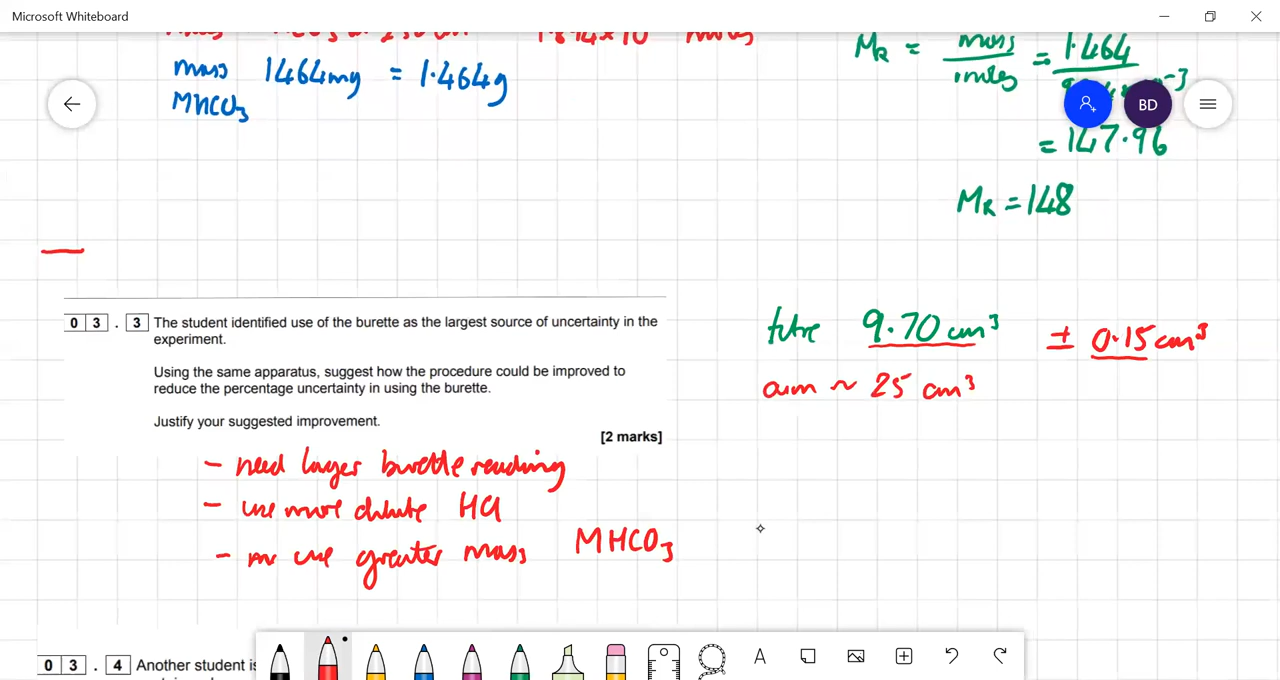 Microsoft Whiteboard
mass 1464mg = 1.464g
MHCO3
MR = mass/moles = 1.464
= 147.96
MR = 148
BD
03.3 The student identified use of the burette as the largest source of uncertainty in the
experiment.
Using the same apparatus, suggest how the procedure could be improved to
reduce the percentage uncertainty in using the burette.
Justify your suggested improvement.
[2 marks]
titre 9.70 cm³ ± 0.15 cm³
aim ~ 25 cm³
- need larger burette reading
- use more dilute HCl
- or use greater mass MHCO3
03.4 Another student is
A